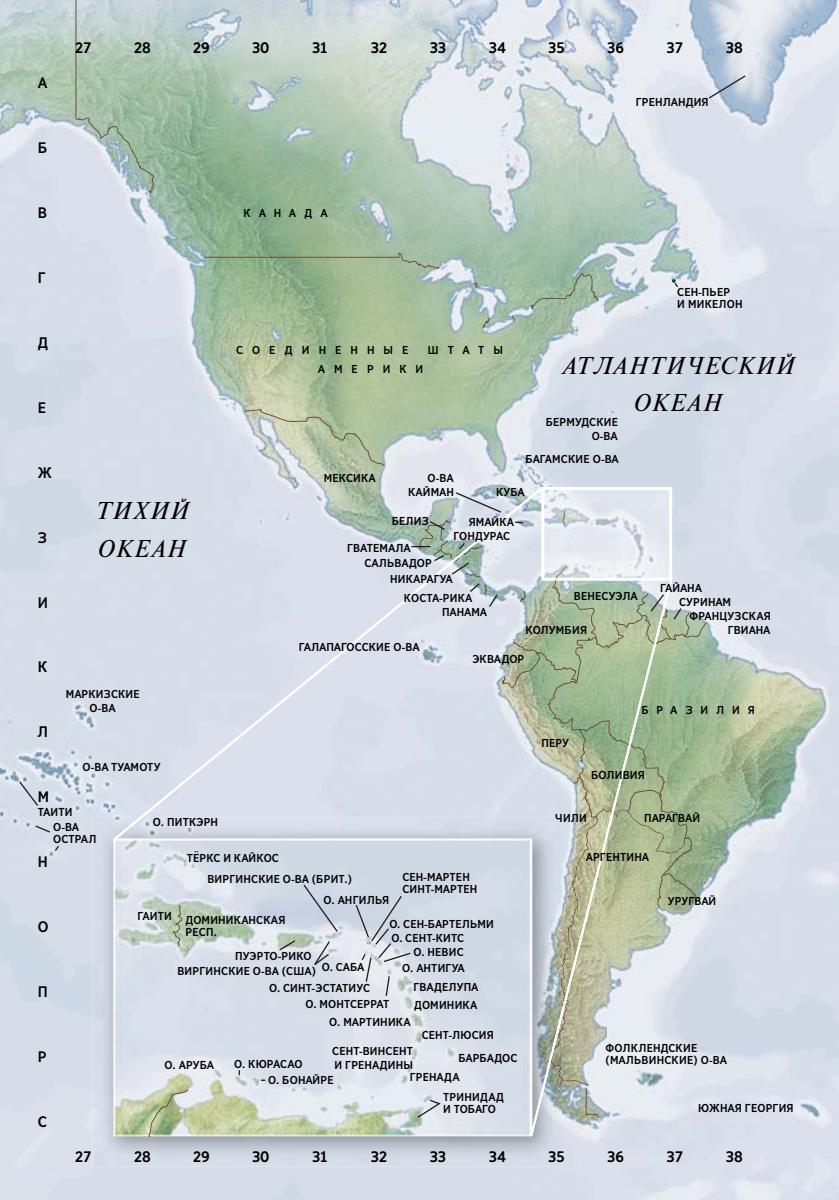 27 28 29 30 31 32 33 34 35 36 37 38
А
ГРЕНЛАНДИЯ
Б
В
КАНАДА
Г
СЕН-ПЬЕР
И МИКЕЛОН
Д
СОЕДИНЕННЫЕ ШТАТЫ
АМЕРИКИ
АТЛАНТИЧЕСКИЙ
ОКЕАН
Е
БЕРМУДСКИЕ
О-ВА
БАГАМСКИЕ О-ВА
Ж
МЕКСИКА
О-ВА
КАЙМАН
КУБА
ТИХИЙ
ОКЕАН
БЕЛИЗ
ЯМАЙКА
ГОНДУРАС
З
ГВАТЕМАЛА
САЛЬВАДОР
НИКАРАГУА
КОСТА-РИКА
ПАНАМА
И
ВЕНЕСУЭЛА
ГАЙАНА
СУРИНАМ
ФРАНЦУЗСКАЯ
ГВИАНА
КОЛУМБИЯ
ГАЛАПАГОССКИЕ О-ВА
ЭКВАДОР
К
МАРКИЗСКИЕ
О-ВА
БРАЗИЛИЯ
Л
ПЕРУ
О-ВА ТУАМОТУ
БОЛИВИЯ
М
ТАИТИ
О-ВА
ОСТРАЛ
О. ПИТКЭРН
ЧИЛИ
ПАРАГВАЙ
Н
АРГЕНТИНА
УРУГВАЙ
ТЁРКС И КАЙКОС
ВИРГИНСКИЕ О-ВА (БРИТ.)
СЕН-МАРТЕН
СИНТ-МАРТЕН
О. АНГИЛЬЯ
ГАИТИ
ДОМИНИКАНСКАЯ
РЕСП.
О
О. СЕН-БАРТЕЛЬМИ
О. СЕНТ-КИТС
О. НЕВИС
ПУЭРТО-РИКО
ВИРГИНСКИЕ О-ВА (США)
О. САБА
О. АНТИГУА
О. СИНТ-ЭСТАТИУС
ГВАДЕЛУПА
П
О. МОНТСЕРРАТ
ДОМИНИКА
О. МАРТИНИКА
СЕНТ-ЛЮСИЯ
СЕНТ-ВИНСЕНТ
И ГРЕНАДИНЫ
БАРБАДОС
Р
О. АРУБА
О. КЮРАСАО
О. БОНАЙРЕ
ГРЕНАДА
ТРИНИДАД
И ТОБАГО
ФОЛКЛЕНДСКИЕ
(МАЛЬВИНСКИЕ) О-ВА
ЮЖНАЯ ГЕОРГИЯ
С
27 28 29 30 31 32 33 34 35 36 37 38